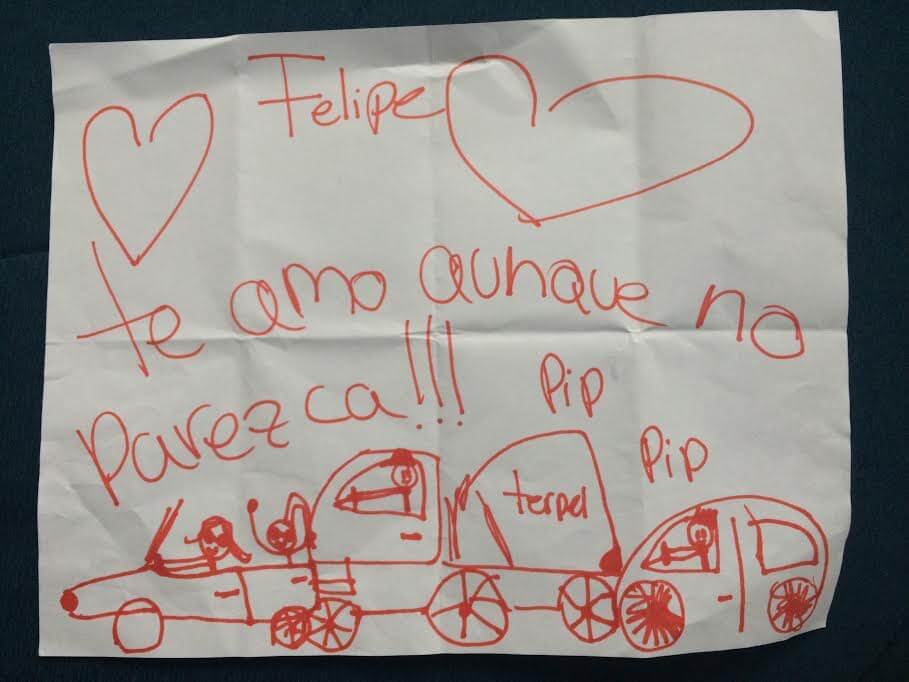 Felipe
te amo aunque no
parezca!!!
Pip
Pip
terpel